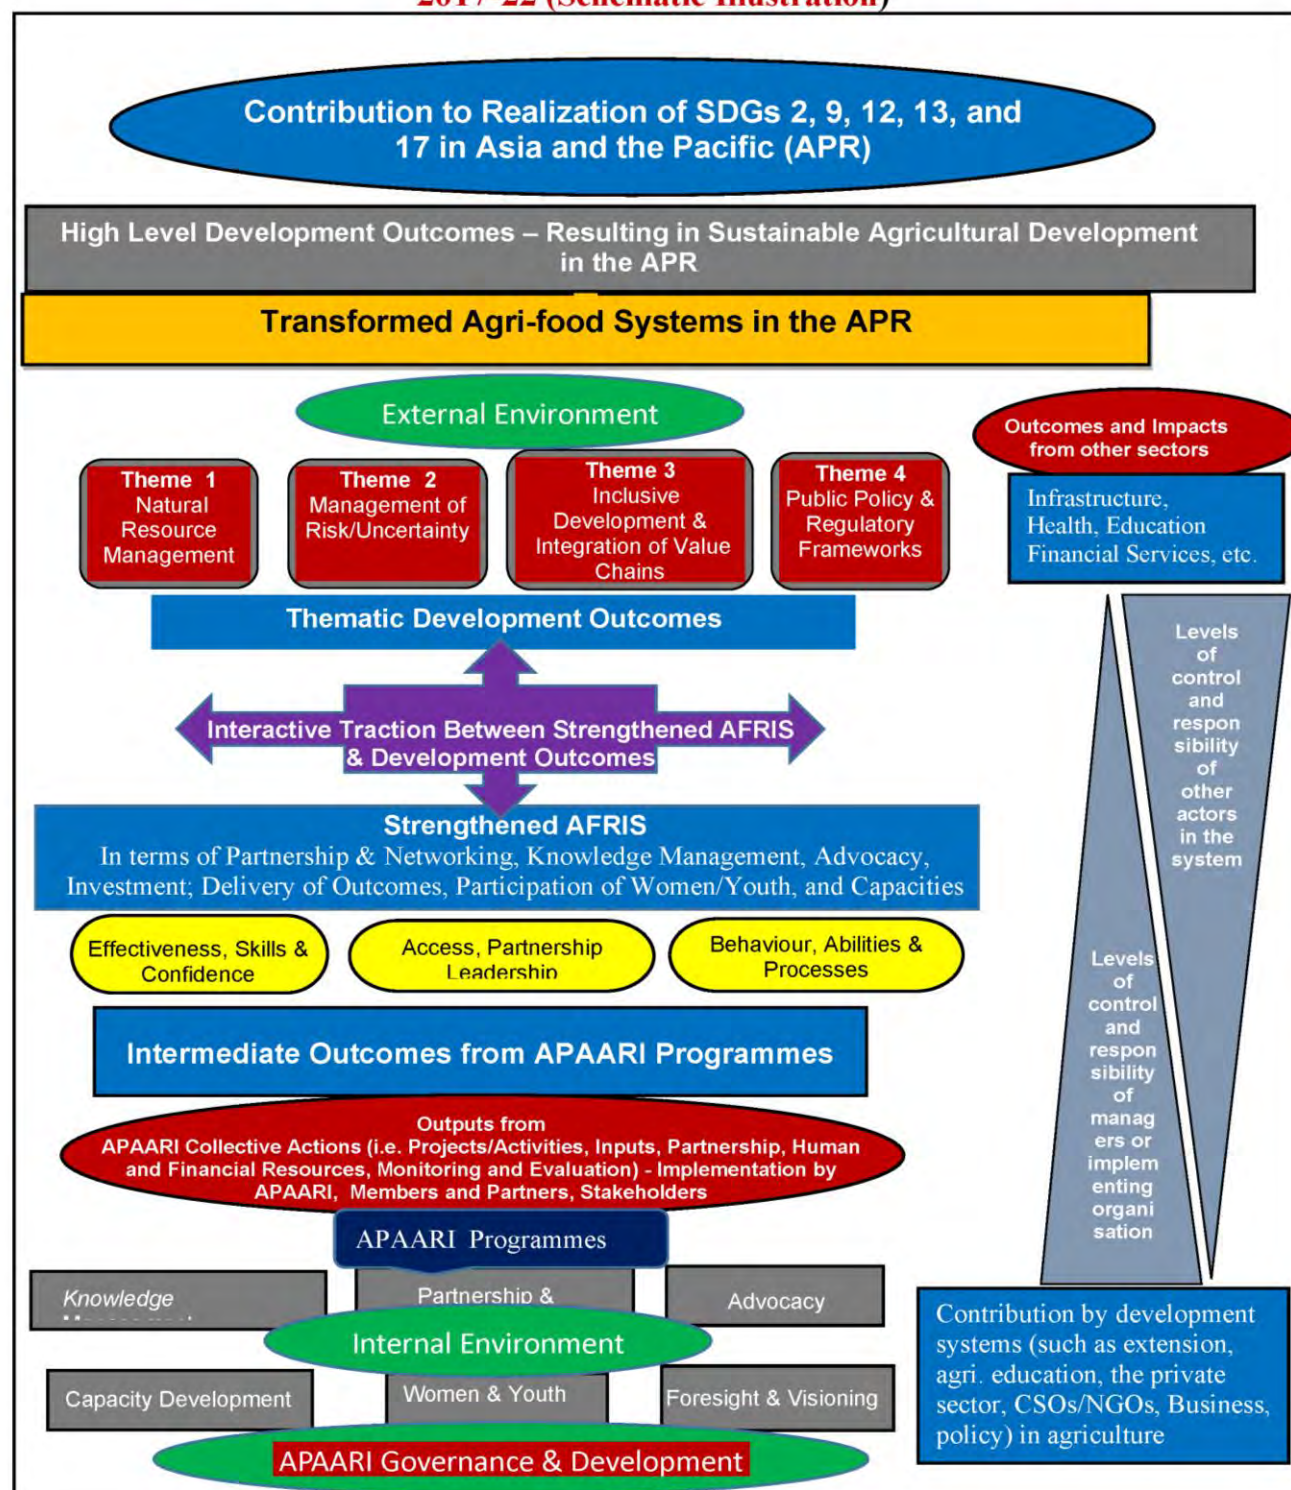 2017-22 (Schematic Illustration)
Contribution to Realization of SDGs 2, 9, 12, 13, and
17 in Asia and the Pacific (APR)
High Level Development Outcomes – Resulting in Sustainable Agricultural Development
in the APR
Transformed Agri-food Systems in the APR
External Environment
Theme 1
Natural
Resource
Management
Theme 2
Management of
Risk/Uncertainty
Theme 3
Inclusive
Development &
Integration of Value
Chains
Theme 4
Public Policy &
Regulatory
Frameworks
Outcomes and Impacts
from other sectors
Infrastructure,
Health, Education
Financial Services, etc.
Thematic Development Outcomes
Interactive Traction Between Strengthened AFRIS
& Development Outcomes
Strengthened AFRIS
In terms of Partnership & Networking, Knowledge Management, Advocacy,
Investment; Delivery of Outcomes, Participation of Women/Youth, and Capacities
Effectiveness, Skills &
Confidence
Access, Partnership
Leadership
Behaviour, Abilities &
Processes
Intermediate Outcomes from APAARI Programmes
Outputs from
APAARI Collective Actions (i.e. Projects/Activities, Inputs, Partnership, Human
and Financial Resources, Monitoring and Evaluation) - Implementation by
APAARI, Members and Partners, Stakeholders
APAARI Programmes
Knowledge
Partnership &
Advocacy
Internal Environment
Capacity Development
Women & Youth
Foresight & Visioning
APAARI Governance & Development
Levels
of
control
and
respon
sibility
of
other
actors
in the
system
Levels
of
control
and
respon
sibility
of
manag
ers or
implem
enting
organi
sation
Contribution by development
systems (such as extension,
agri. education, the private
sector, CSOs/NGOs, Business,
policy) in agriculture